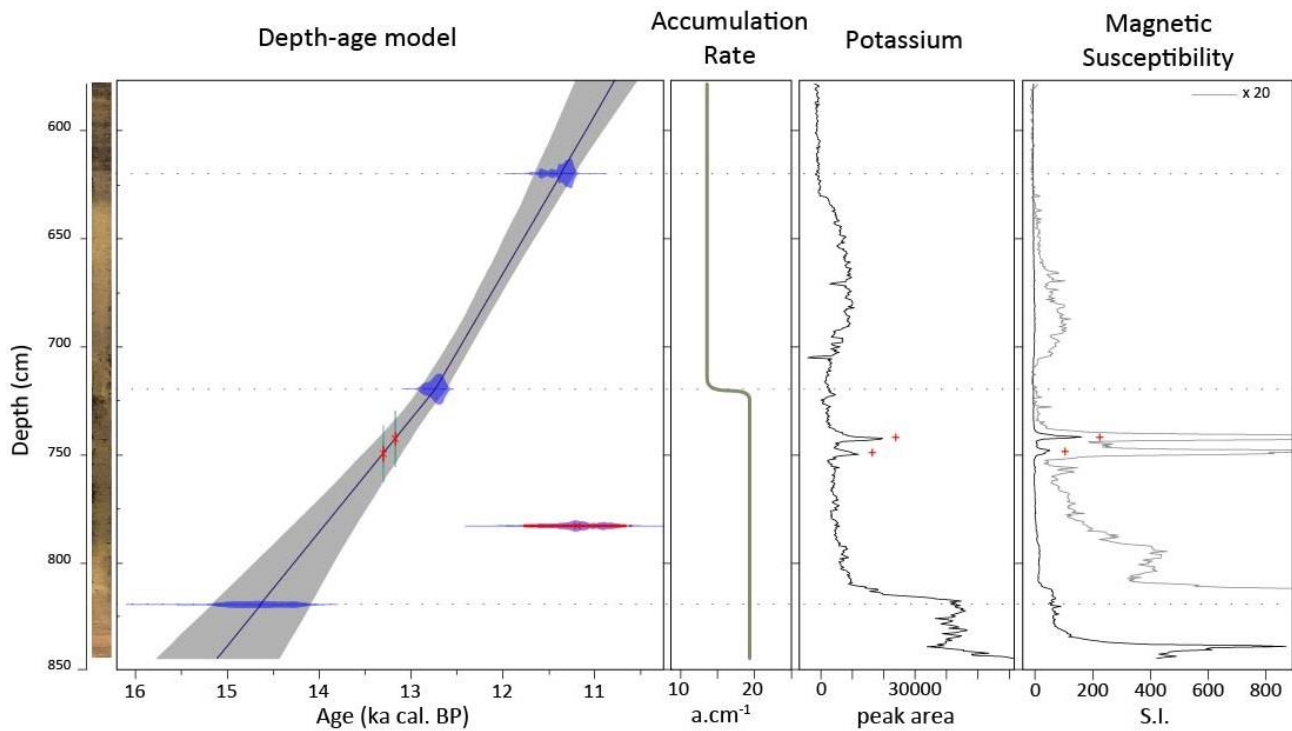 Depth-age model
Accumulation
Rate
Potassium
Magnetic
Susceptibility
x 20
Depth (cm)
600
650
700
750
800
850
16 15 14 13 12 11
Age (ka cal. BP)
10 20
a.cm⁻¹
0 30000
peak area
0 200 400 600 800
S.I.